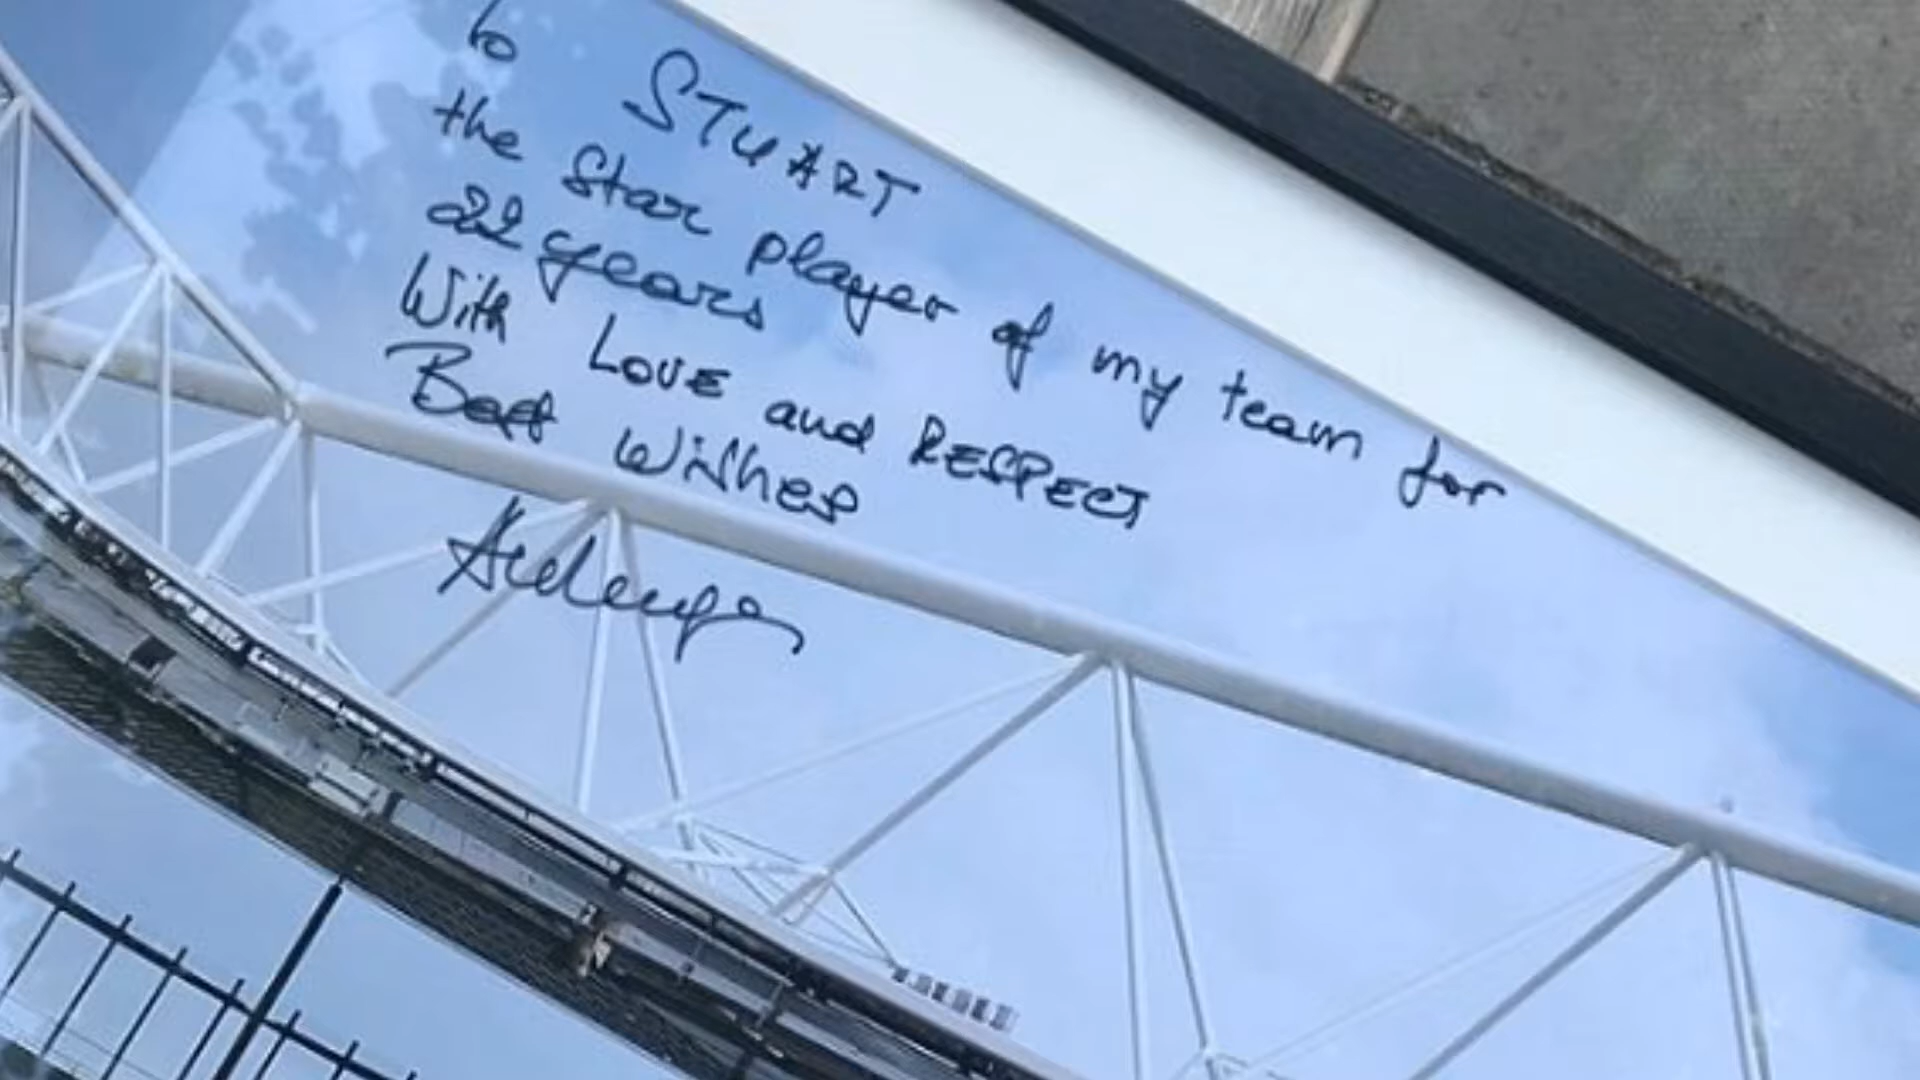 to STUART
the Star player of my team for
22 years
With LOVE and RESPECT
Best Wishes